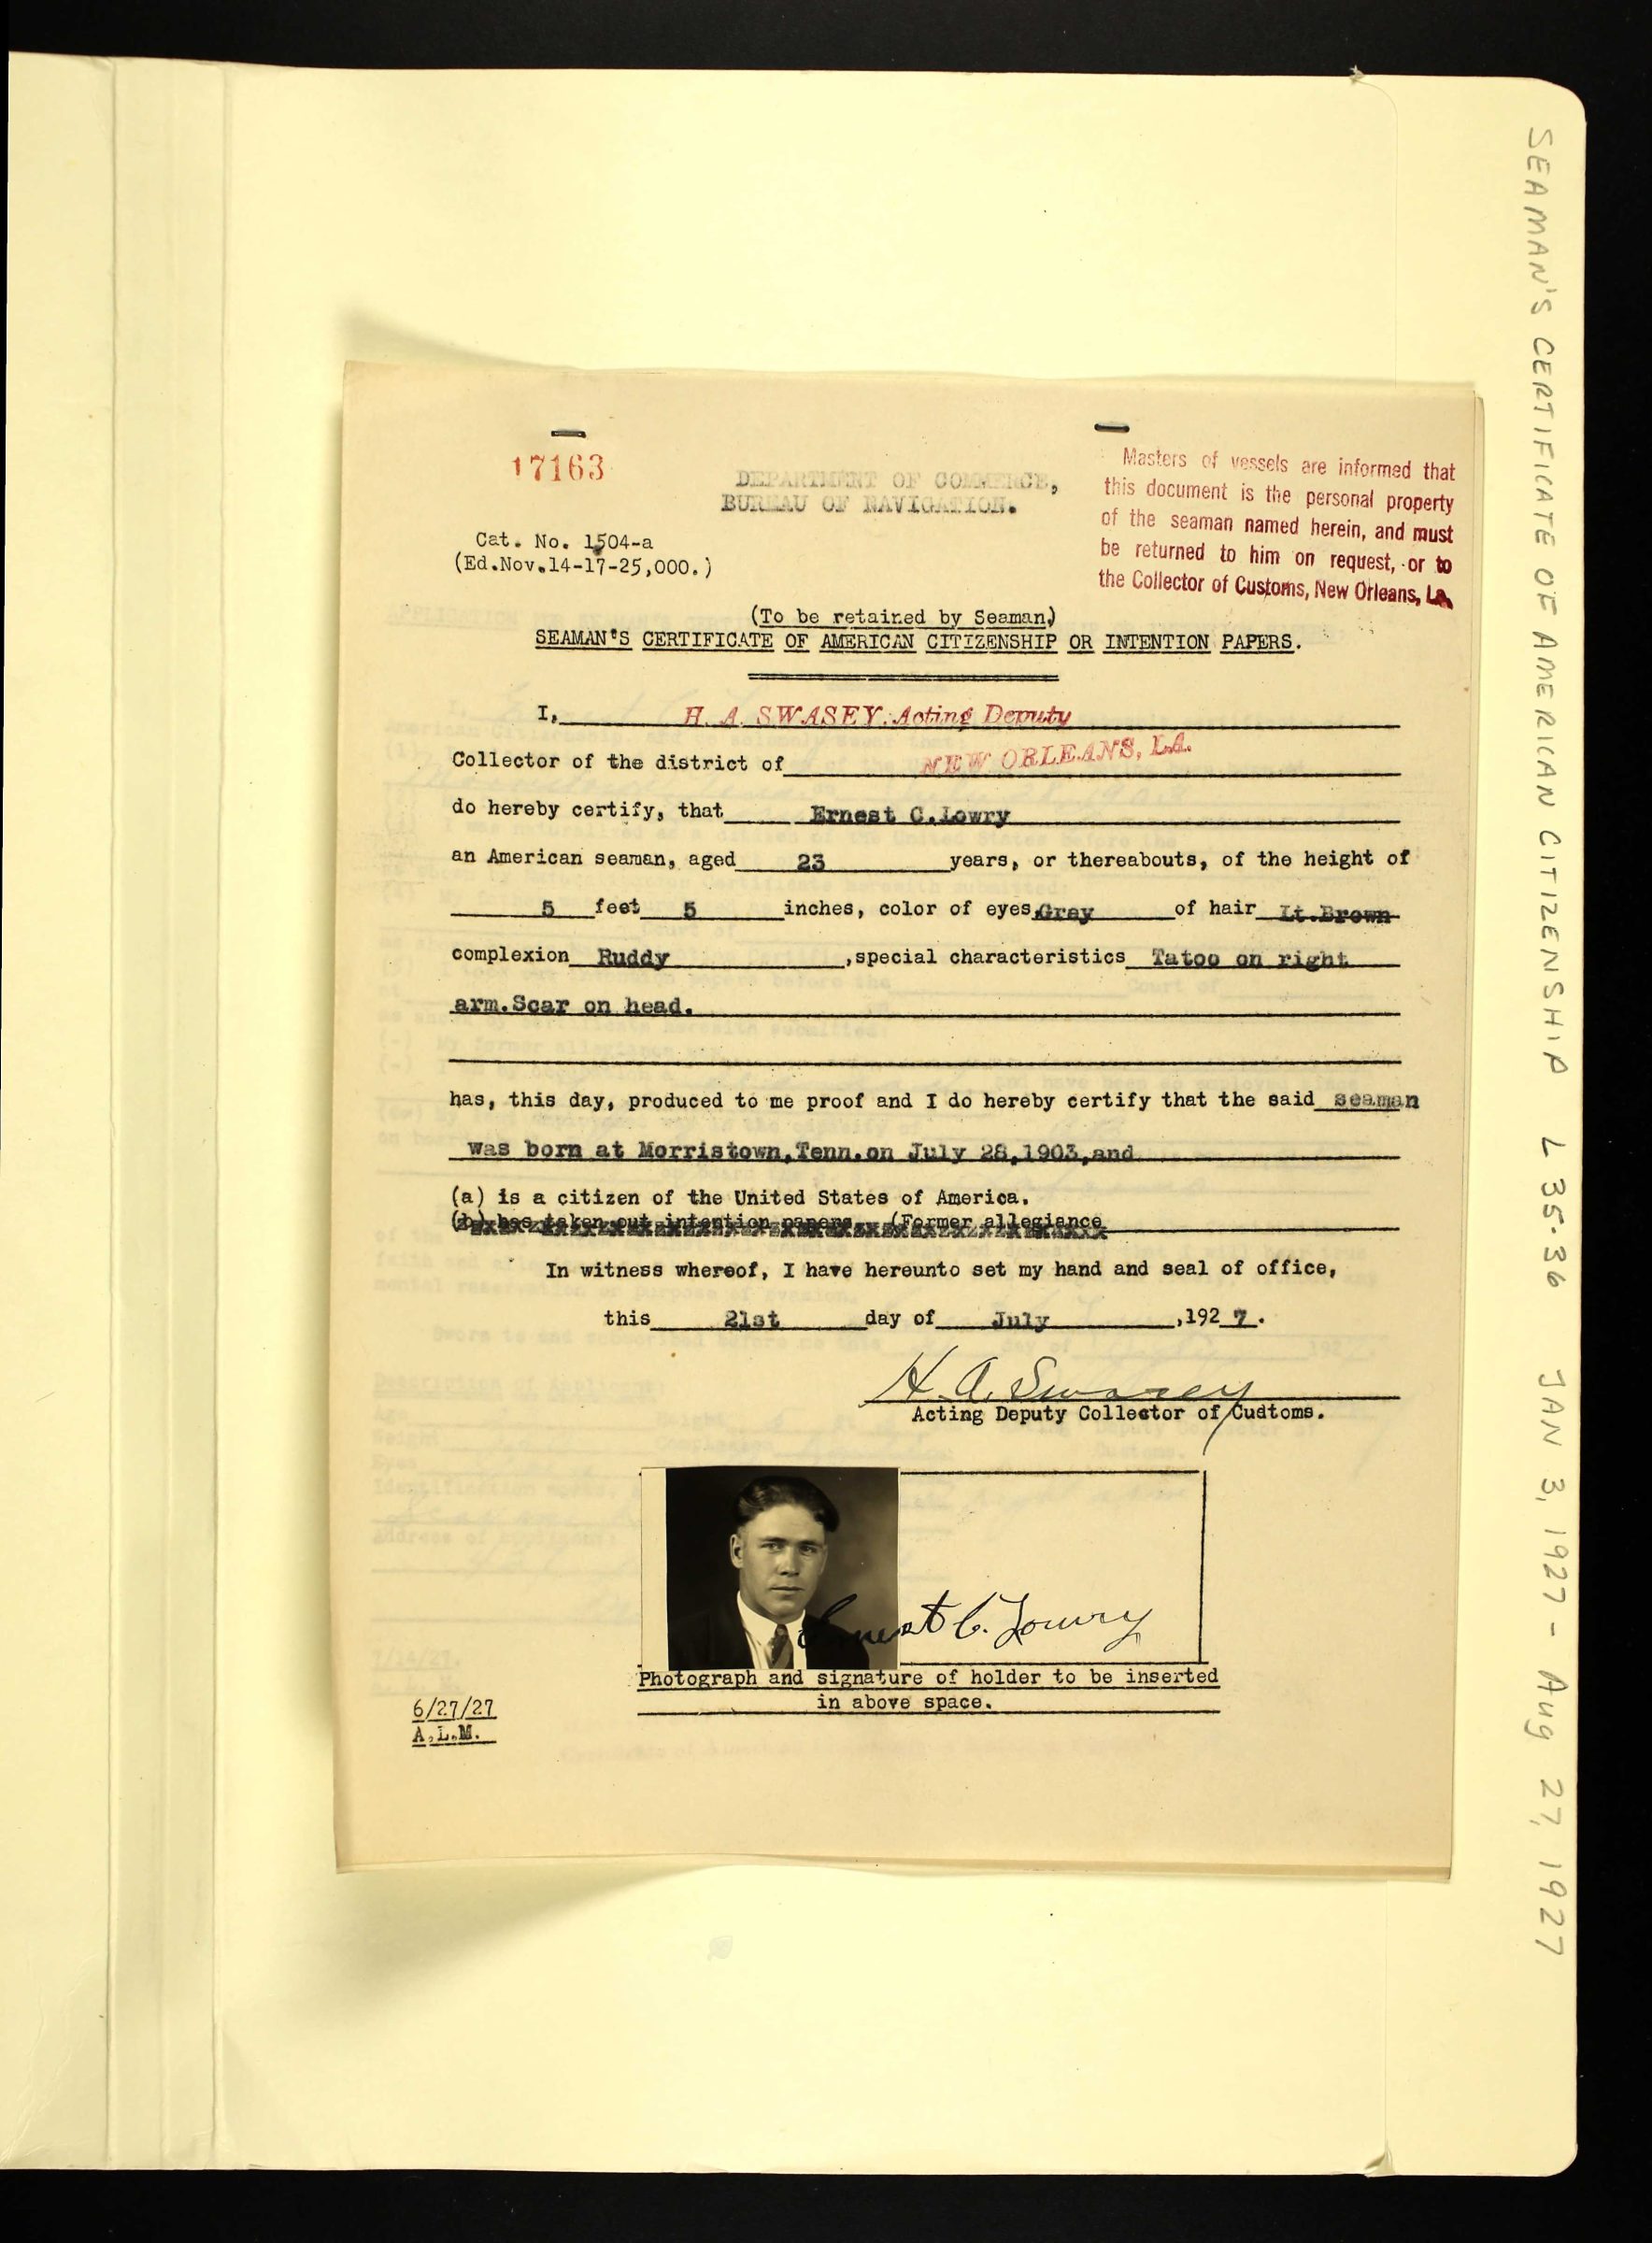 17163
DEPARTMENT OF COMMERCE,
BUREAU OF NAVIGATION.
Masters of vessels are informed that
this document is the personal property
of the seaman named herein, and must
be returned to him on request, or to
the Collector of Customs, New Orleans, La.
Cat. No. 1504-a
(Ed.Nov.14-17-25,000.)
(To be retained by Seaman)
SEAMAN'S CERTIFICATE OF AMERICAN CITIZENSHIP OR INTENTION PAPERS.
I, H. A. SWASEY. Acting Deputy
Collector of the district of NEW ORLEANS, LA.
do hereby certify, that Ernest C.Lowry
an American seaman, aged 23 years, or thereabouts, of the height of
5 feet 5 inches, color of eyes,Gray of hair Lt.Brown
complexion Ruddy ,special characteristics Tatoo on right
arm.Scar on head.
has, this day, produced to me proof and I do hereby certify that the said seaman
was born at Morristown,Tenn.on July 28,1903,and
(a) is a citizen of the United States of America.
(b) has taken out intention papers (Former allegiance
In witness whereof, I have hereunto set my hand and seal of office,
this 21st day of July ,192 7.
H. A. Swasey
Acting Deputy Collector of Cudtoms.
Ernest C. Lowry
Photograph and signature of holder to be inserted
in above space.
6/27/27
A.L.M.
SEAMAN'S CERTIFICATE OF AMERICAN CITIZENSHIP L 35-36 JAN 3, 1927 - Aug 27, 1927